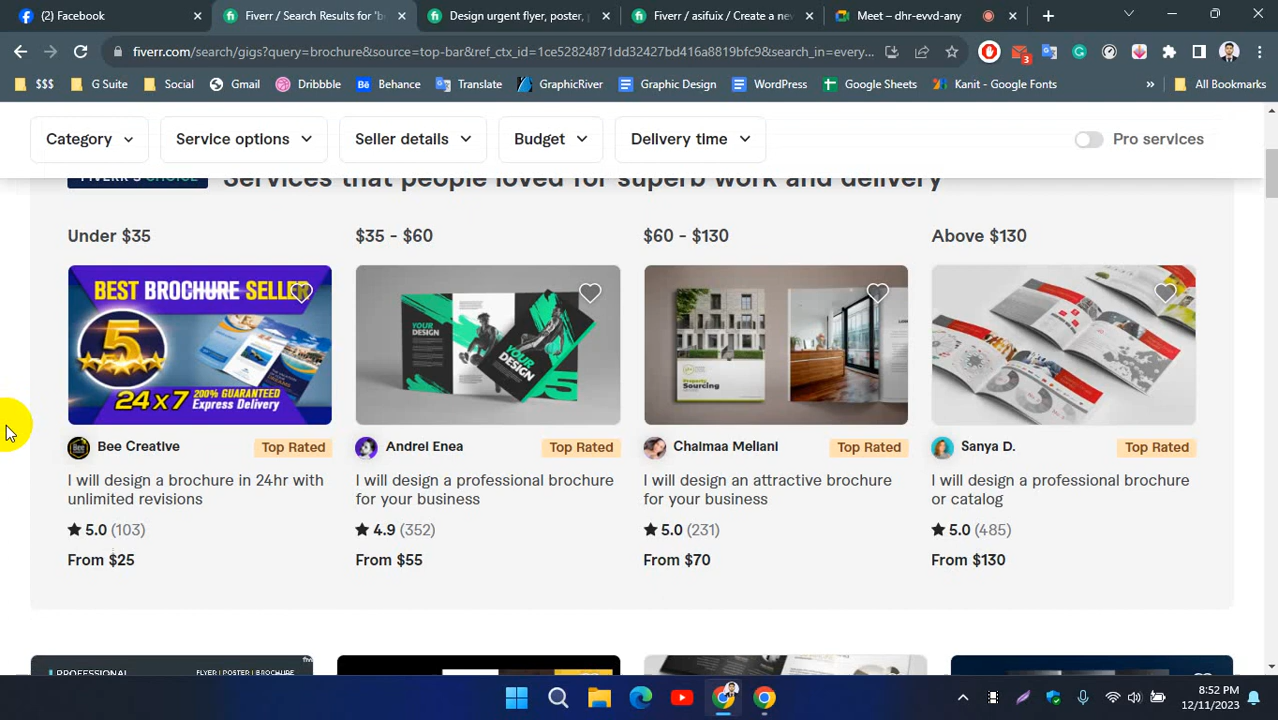 (2) Facebook
Fiverr / Search Results for 'b
Design urgent flyer, poster,
Fiverr / asifuix / Create a new
Meet – dhr-evvd-any
fiverr.com/search/gigs?query=brochure&source=top-bar&ref_ctx_id=1ce52824871dd32427bd416a8819bfc9&search_in=every...
3
$$$
G Suite
Social
Gmail
Dribbble
Behance
Translate
GraphicRiver
Graphic Design
WordPress
Google Sheets
Kanit - Google Fonts
»
All Bookmarks
Category
Service options
Seller details
Budget
Delivery time
Pro services
FIVERR'S CHOICE
Services that people loved for superb work and delivery
Under $35
$35 - $60
$60 - $130
Above $130
BEST BROCHURE SELLER
5
24 x 7
200% GUARANTEED
Express Delivery
YOUR
DESIGN
YOUR
DESIGN
Property
Sourcing
Bee Creative
Top Rated
Andrei Enea
Top Rated
Chaimaa Meliani
Top Rated
Sanya D.
Top Rated
I will design a brochure in 24hr with
unlimited revisions
I will design a professional brochure
for your business
I will design an attractive brochure
for your business
I will design a professional brochure
or catalog
5.0 (103)
4.9 (352)
5.0 (231)
5.0 (485)
From $25
From $55
From $70
From $130
PROFESSIONAL
FLYER | POSTER | BROCHURE
8:52 PM
12/11/2023